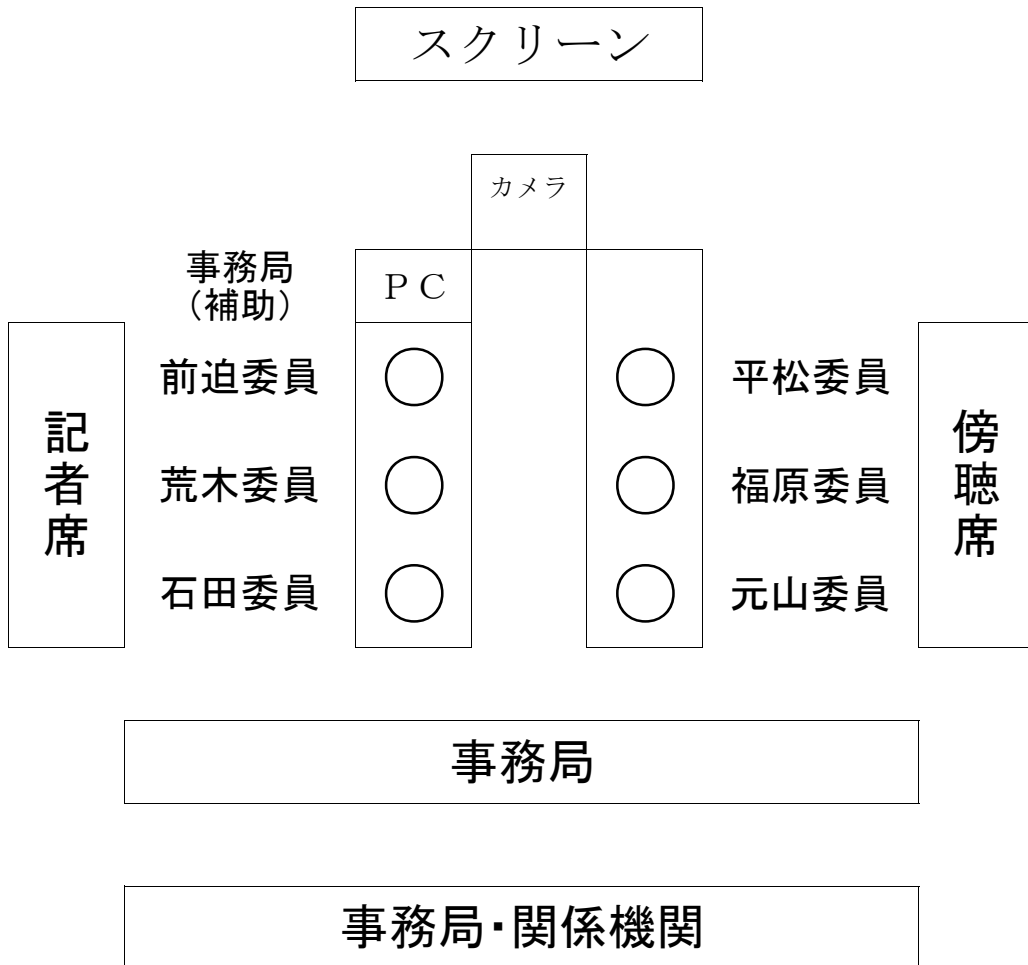 スクリーン
カメラ
事務局
（補助）
ＰＣ
前迫委員
平松委員
記者席
荒木委員
福原委員
傍聴席
石田委員
元山委員
事務局
事務局・関係機関